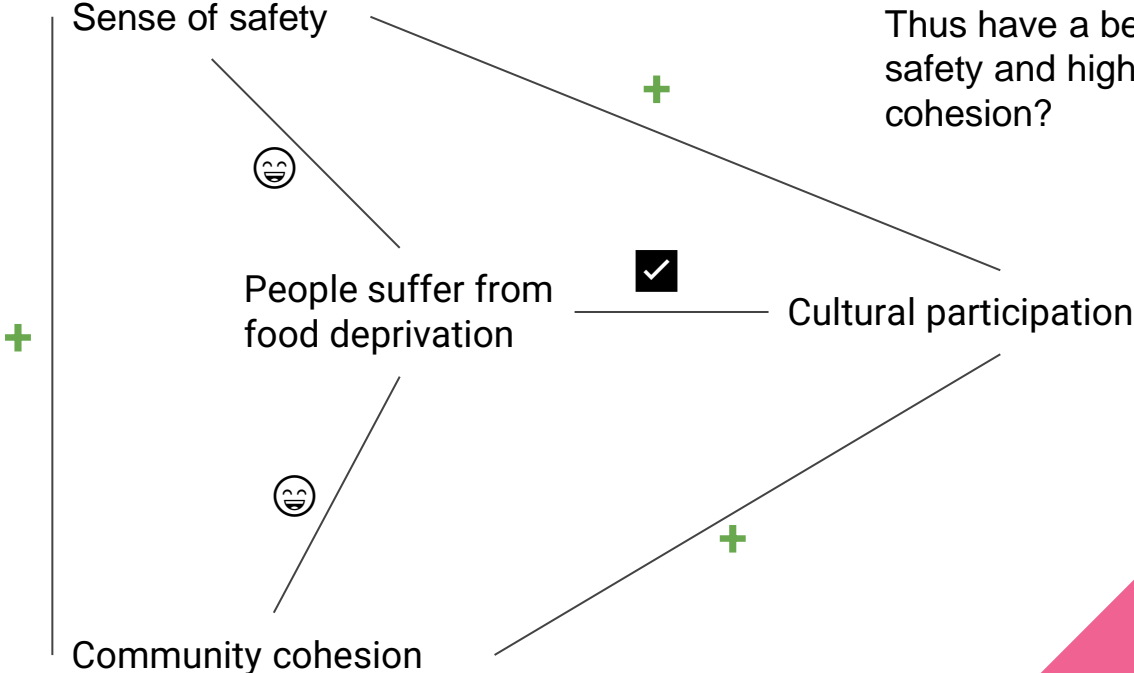 Sense of safety
Thus have a be
safety and high
cohesion?
People suffer from
food deprivation
Cultural participation
Community cohesion